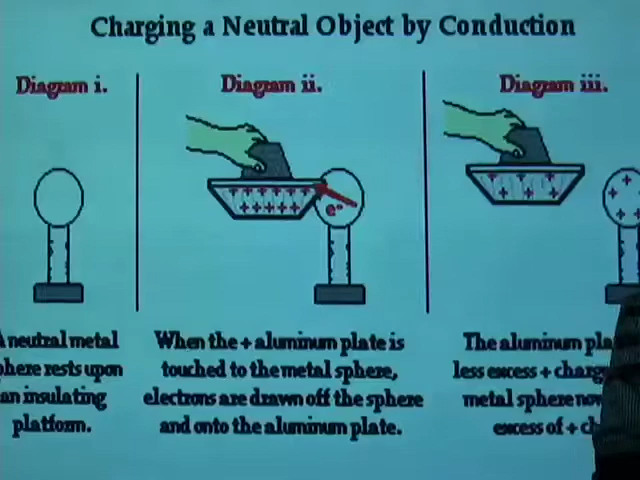 Charging a Neutral Object by Conduction
Diagram i.
Diagram ii.
Diagram iii.
e-
A neutral metal
sphere rests upon
an insulating
platform.
When the + aluminum plate is
touched to the metal sphere,
electrons are drawn off the sphere
and onto the aluminum plate.
The aluminum pla
less excess + charg
metal sphere now
excess of + ch